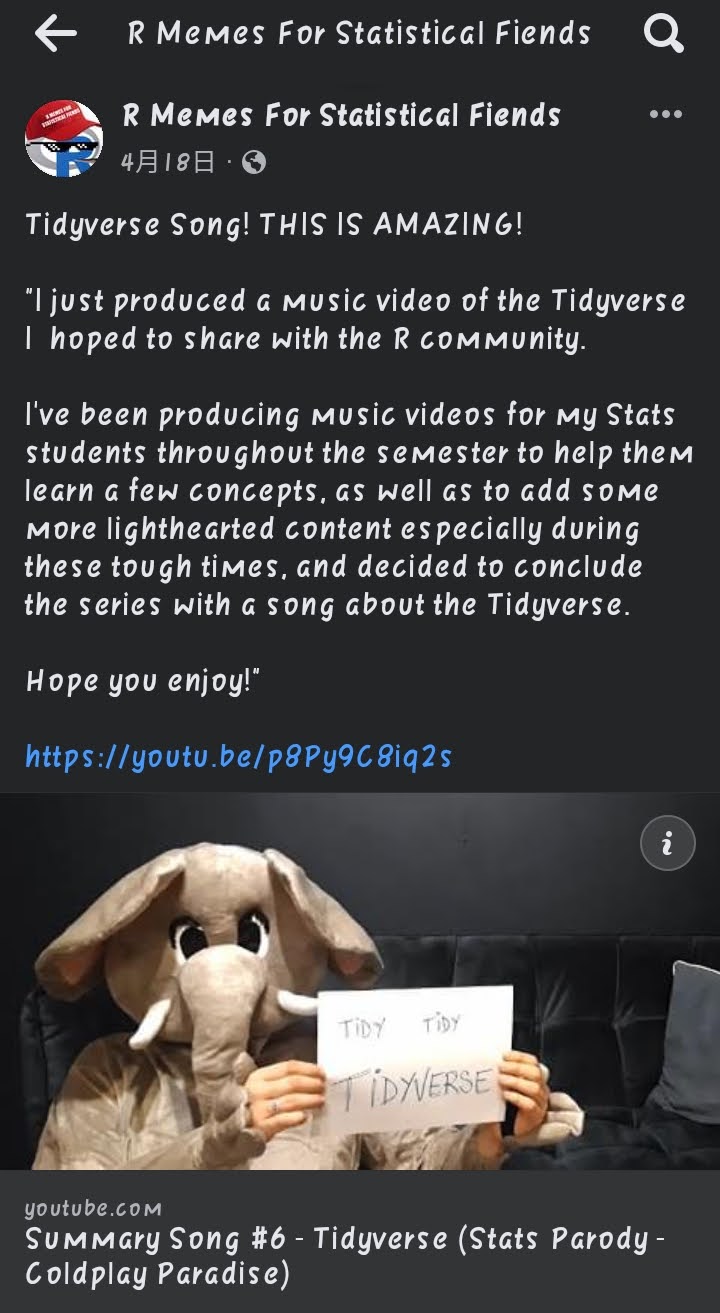 R Memes For Statistical Fiends
R Memes For Statistical Fiends
4月18日 ·
Tidyverse Song! THIS IS AMAZING!
"I just produced a music video of the Tidyverse
I  hoped to share with the R community.
I've been producing music videos for my Stats
students throughout the semester to help them
learn a few concepts, as well as to add some
more lighthearted content especially during
these tough times, and decided to conclude
the series with a song about the Tidyverse.
Hope you enjoy!"
https://youtu.be/p8Py9C8iq2s
i
TiDY TiDY
TiDYVERSE
youtube.com
Summary Song #6 - Tidyverse (Stats Parody -
Coldplay Paradise)